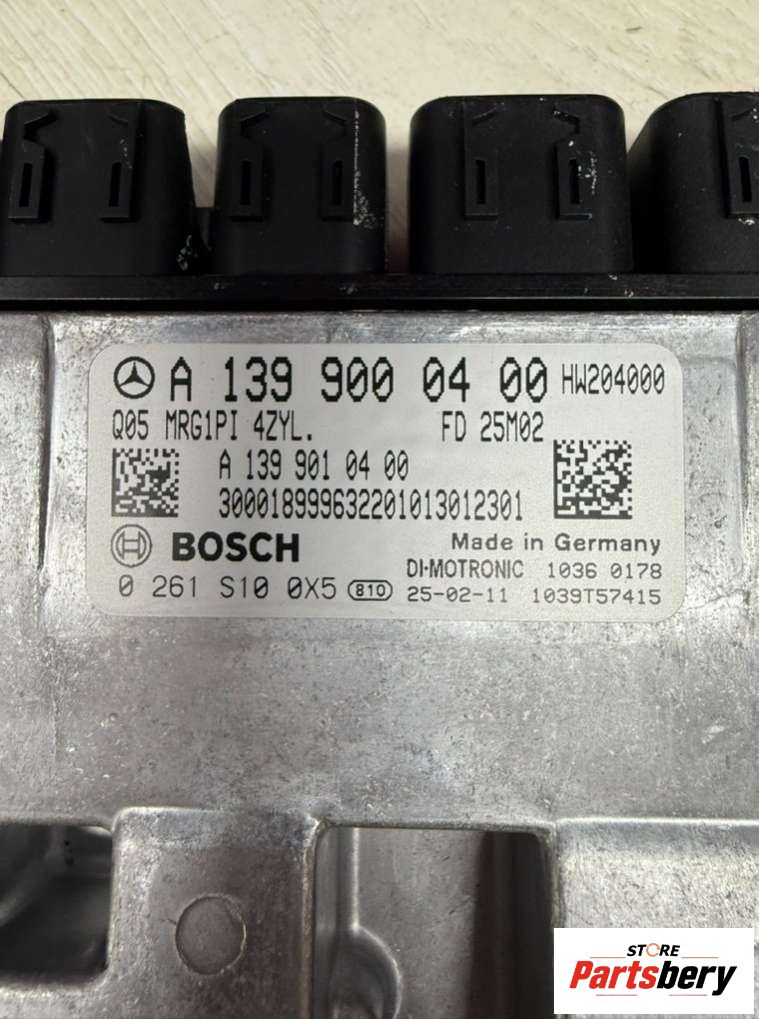 A 139 900 04 00 HW204000
Q05 MRG1PI 4ZYL. FD 25M02
A 139 901 04 00
300018999632201013012301
BOSCH Made in Germany
DI-MOTRONIC 1036 0178
0 261 S10 0X5 810 25-02-11 1039T57415
STORE
Partsbery